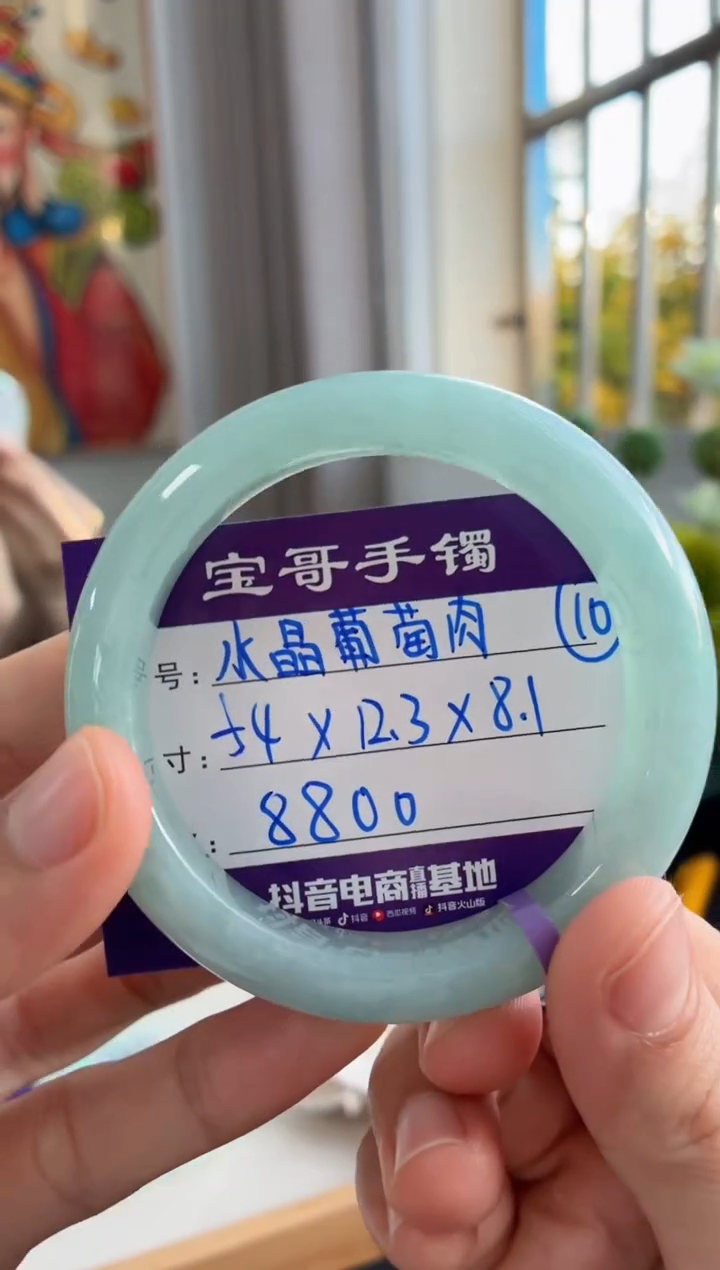 宝哥手镯
号: 水晶葡萄肉 ⑩
寸: 54 × 12.3 × 8.1
: 8800
抖音电商直播基地
抖音 西瓜视频 抖音火山版